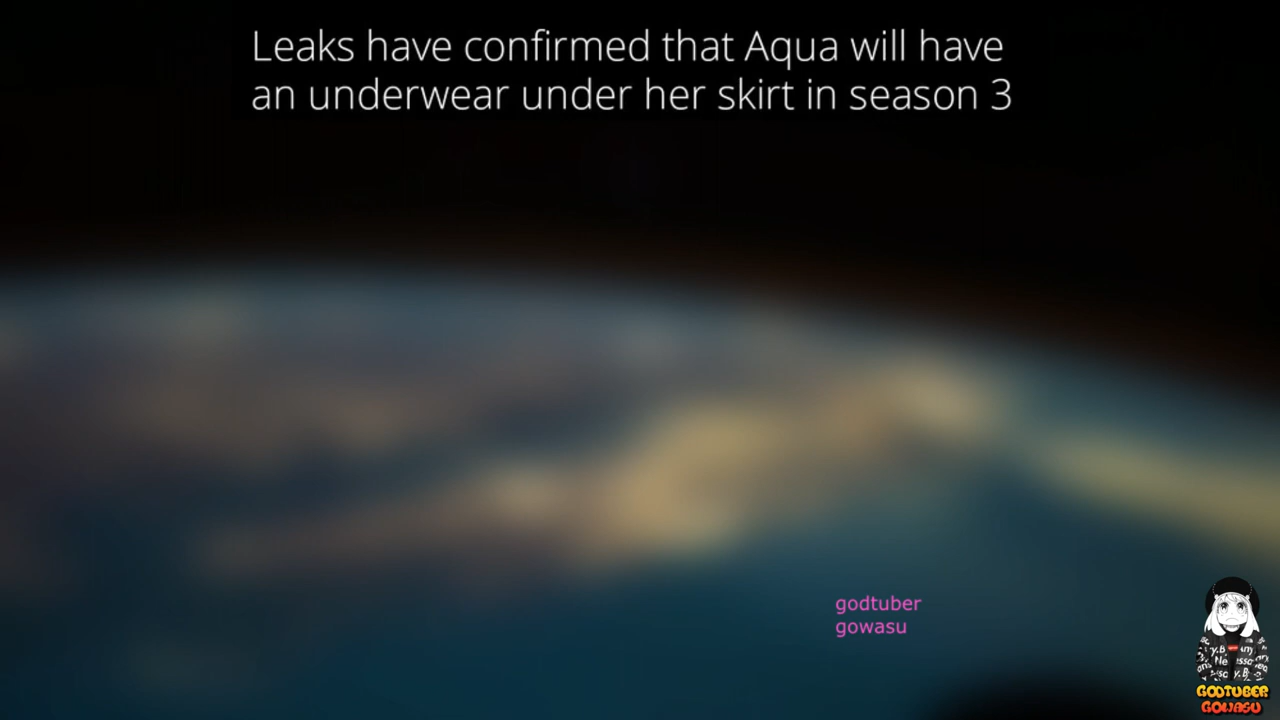 Leaks have confirmed that Aqua will have
an underwear under her skirt in season 3
godtuber
gowasu
GODTUBER
GOWASU